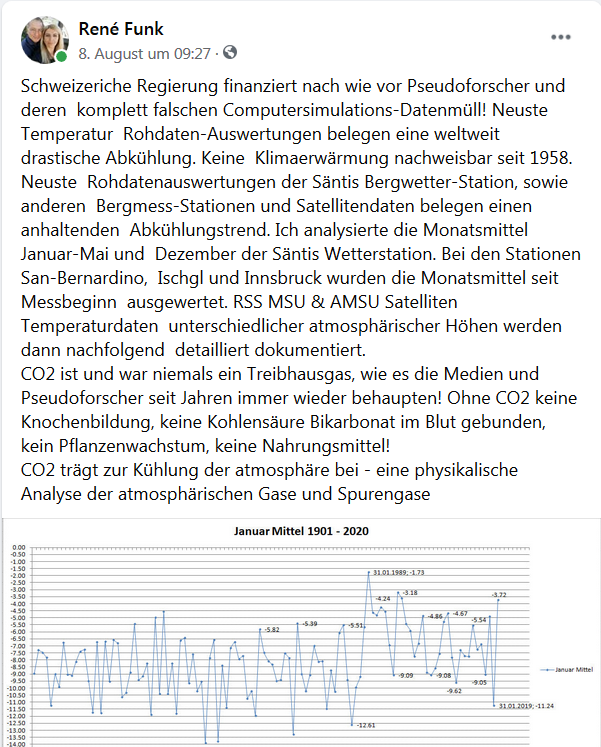 René Funk
8. August um 09:27 ·
Schweizeriche Regierung finanziert nach wie vor Pseudoforscher und
deren komplett falschen Computersimulations-Datenmüll! Neuste
Temperatur Rohdaten-Auswertungen belegen eine weltweit
drastische Abkühlung. Keine Klimaerwärmung nachweisbar seit 1958.
Neuste Rohdatenauswertungen der Säntis Bergwetter-Station, sowie
anderen Bergmess-Stationen und Satellitendaten belegen einen
anhaltenden Abkühlungstrend. Ich analysierte die Monatsmittel
Januar-Mai und Dezember der Säntis Wetterstation. Bei den Stationen
San-Bernardino, Ischgl und Innsbruck wurden die Monatsmittel seit
Messbeginn ausgewertet. RSS MSU & AMSU Satelliten
Temperaturdaten unterschiedlicher atmosphärischer Höhen werden
dann nachfolgend detailliert dokumentiert.
CO2 ist und war niemals ein Treibhausgas, wie es die Medien und
Pseudoforscher seit Jahren immer wieder behaupten! Ohne CO2 keine
Knochenbildung, keine Kohlensäure Bikarbonat im Blut gebunden,
kein Pflanzenwachstum, keine Nahrungsmittel!
CO2 trägt zur Kühlung der atmosphäre bei - eine physikalische
Analyse der atmosphärischen Gase und Spurengase
Januar Mittel 1901 - 2020
0.00
-0.50
-1.00
-1.50
-2.00
-2.50
-3.00
-3.50
-4.00
-4.50
-5.00
-5.50
-6.00
-6.50
-7.00
-7.50
-8.00
-8.50
-9.00
-9.50
-10.00
-10.50
-11.00
-11.50
-12.00
-12.50
-13.00
-13.50
-14.00
31.01.1989; -1.73
-3.18
-3.72
-4.24
-4.86
-4.67
-5.54
-5.82
-5.39
-5.51
-9.09
-9.08
-9.05
-9.62
31.01.2019; -11.24
-12.61
Januar Mittel